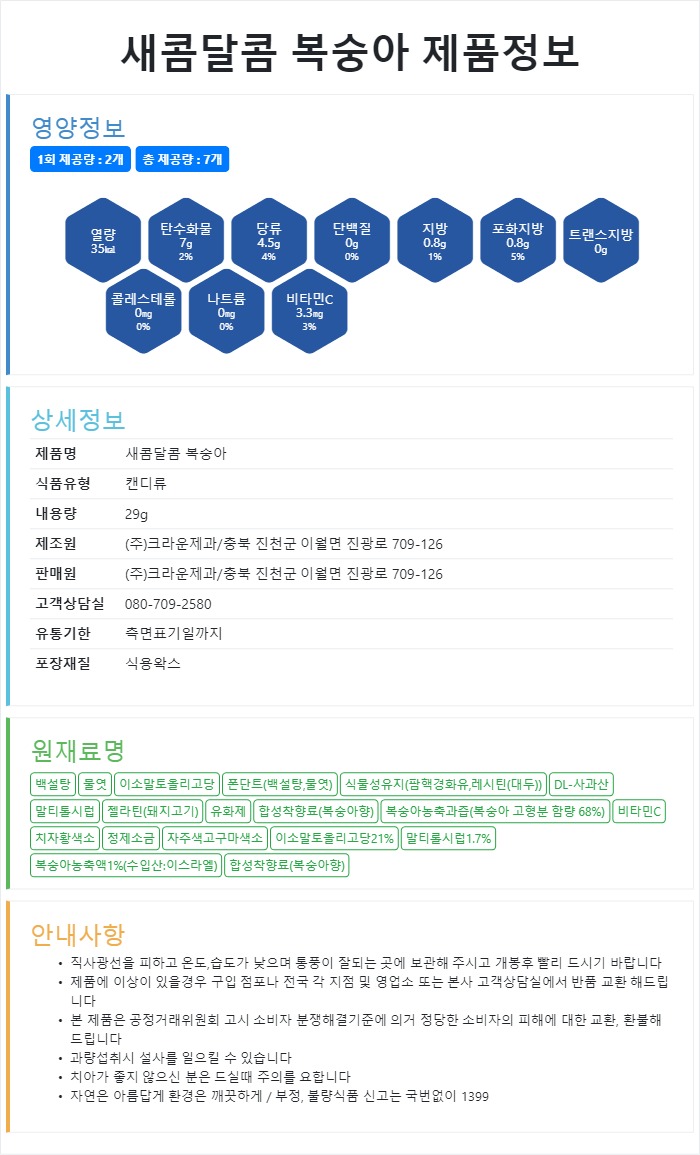 새콤달콤 복숭아 제품정보
영양정보
1회 제공량 : 2개 총 제공량 : 7개
열량 탄수화물 당류 단백질 지방 포화지방 트랜스지방
35㎉ 7g 4.5g 0g 0.8g 0.8g 0g
2% 4% 0% 1% 5%
콜레스테롤 나트륨 비타민C
0㎎ 0㎎ 3.3㎎
0% 0% 3%
상세정보
제품명 새콤달콤 복숭아
식품유형 캔디류
내용량 29g
제조원 (주)크라운제과/충북 진천군 이월면 진광로 709-126
판매원 (주)크라운제과/충북 진천군 이월면 진광로 709-126
고객상담실 080-709-2580
유통기한 측면표기일까지
포장재질 식용왁스
원재료명
백설탕 물엿 이소말토올리고당 폰단트(백설탕,물엿) 식물성유지(팜핵경화유,레시틴(대두)) DL-사과산
말티톨시럽 젤라틴(돼지고기) 유화제 합성착향료(복숭아향) 복숭아농축과즙(복숭아 고형분 함량 68%) 비타민C
치자황색소 정제소금 자주색고구마색소 이소말토올리고당21% 말티톨시럽1.7%
복숭아농축액1%(수입산:이스라엘) 합성착향료(복숭아향)
안내사항
• 직사광선을 피하고 온도,습도가 낮으며 통풍이 잘되는 곳에 보관해 주시고 개봉후 빨리 드시기 바랍니다
• 제품에 이상이 있을경우 구입 점포나 전국 각 지점 및 영업소 또는 본사 고객상담실에서 반품 교환 해드립
니다
• 본 제품은 공정거래위원회 고시 소비자 분쟁해결기준에 의거 정당한 소비자의 피해에 대한 교환, 환불해
드립니다
• 과량섭취시 설사를 일으킬 수 있습니다
• 치아가 좋지 않으신 분은 드실때 주의를 요합니다
• 자연은 아름답게 환경은 깨끗하게 / 부정, 불량식품 신고는 국번없이 1399